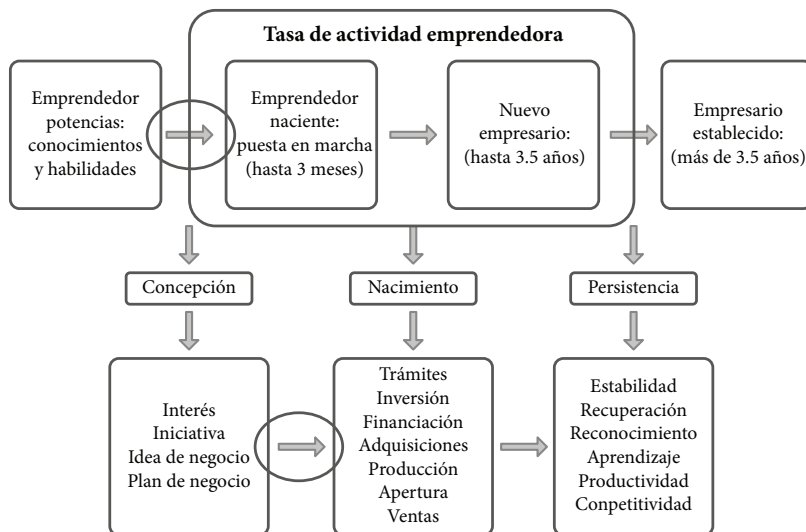 Tasa de actividad emprendedora
Emprendedor
potencias:
conocimientos
y habilidades
Emprendedor
naciente:
puesta en marcha
(hasta 3 meses)
Nuevo
empresario:
(hasta 3.5 años)
Empresario
establecido:
(más de 3.5 años)
Concepción
Nacimiento
Persistencia
Interés
Iniciativa
Idea de negocio
Plan de negocio
Trámites
Inversión
Financiación
Adquisiciones
Producción
Apertura
Ventas
Estabilidad
Recuperación
Reconocimiento
Aprendizaje
Productividad
Conpetitividad